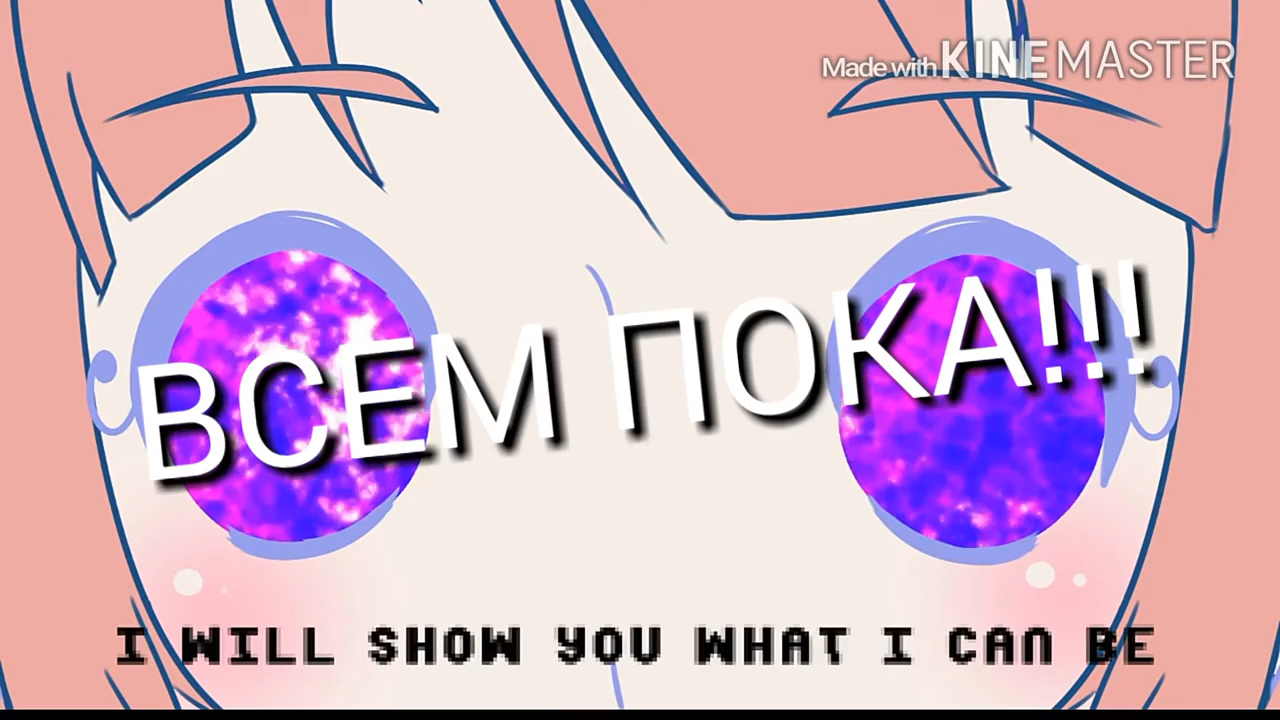 Made with KINEMASTER
ВСЕМ ПОКА!!!
I WILL SHOW YOU WHAT I CAN BE